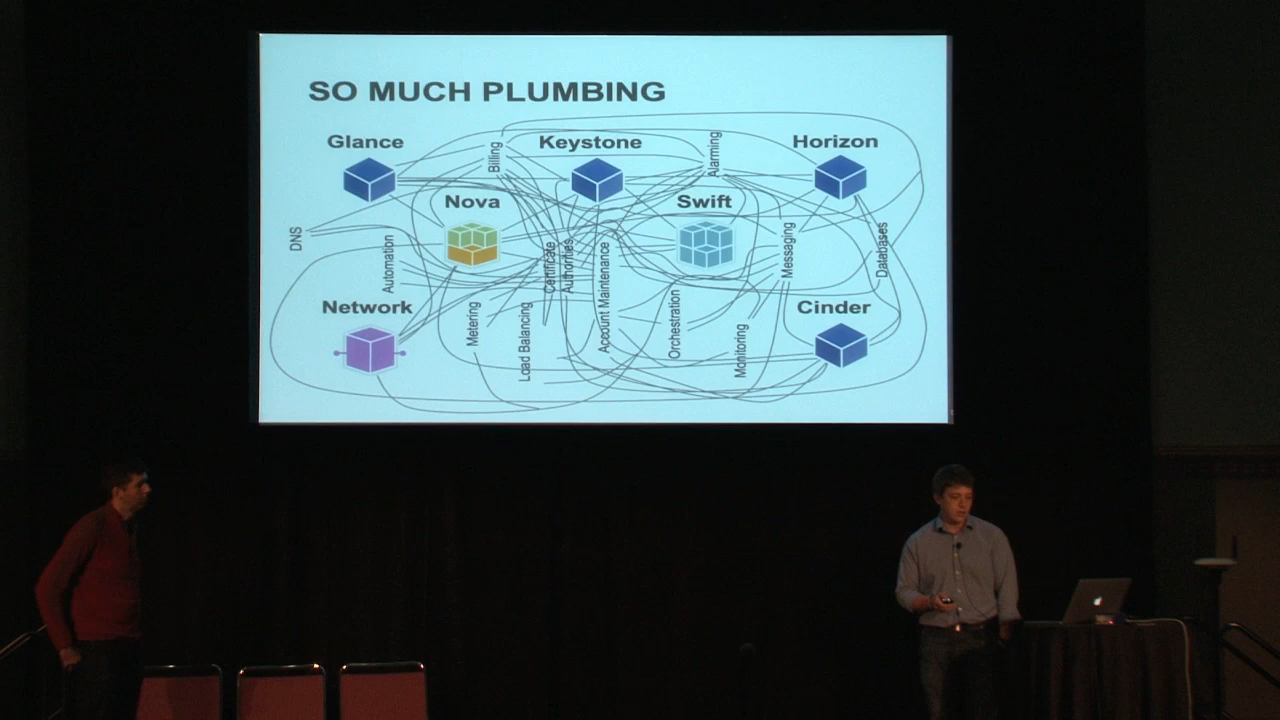 SO MUCH PLUMBING
Glance
Keystone
Horizon
Billing
Alarming
Nova
Swift
DNS
Automation
Certificate
Authorities
Account Maintenance
Messaging
Databases
Network
Metering
Load Balancing
Orchestration
Monitoring
Cinder